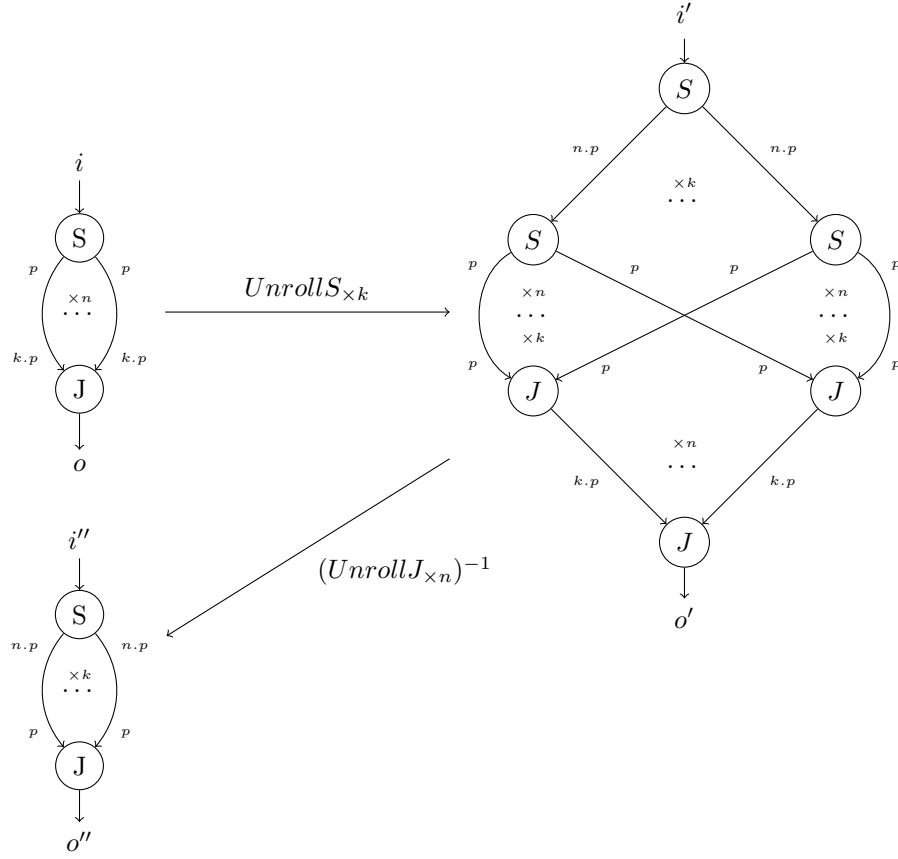 i'
S
n.p n.p
×k
...
i
S
p p
×n
...
k.p k.p
J
o
UnrollS×k
S S
p p p p
×n ×n
... ...
×k ×k
p p p p
J J
×n
...
k.p k.p
J
o'
(UnrollJ×n)−1
i''
S
n.p n.p
×k
...
p p
J
o''